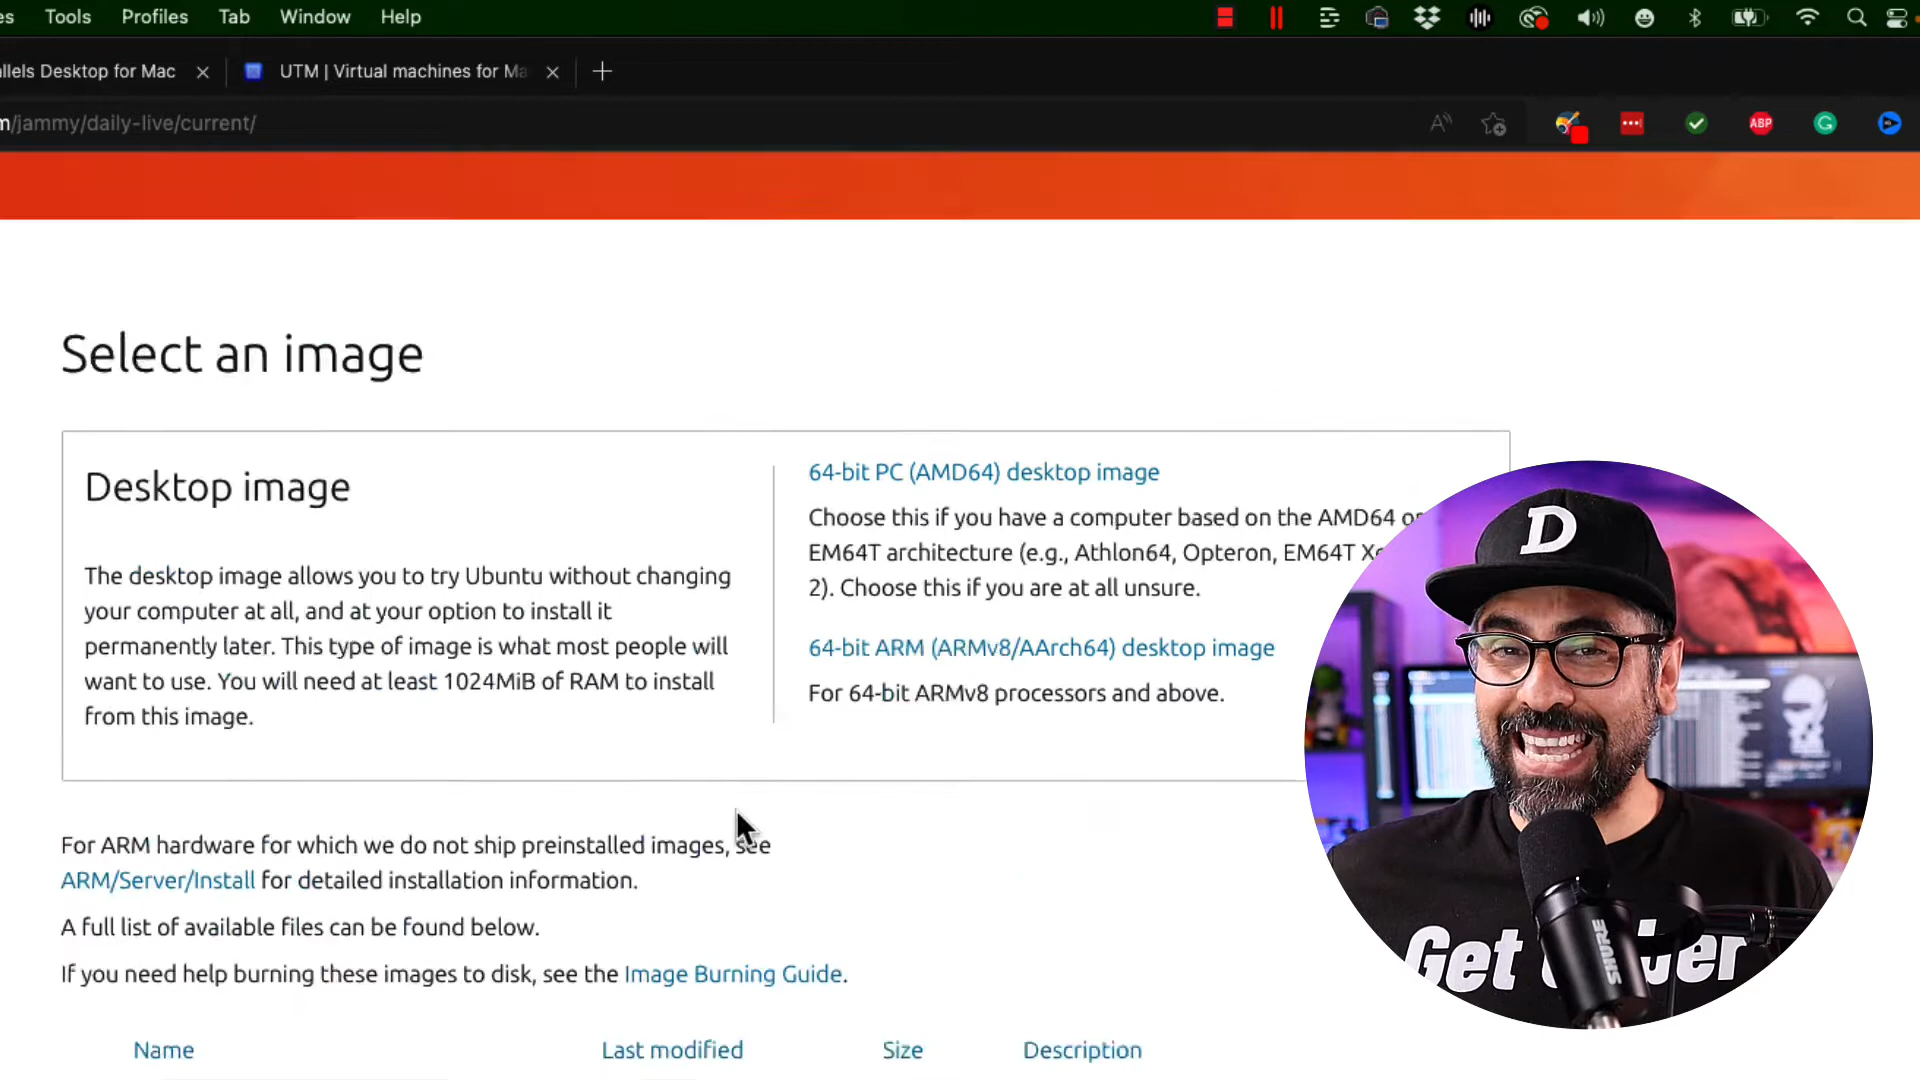 es Tools Profiles Tab Window Help
allels Desktop for Mac
UTM | Virtual machines for Ma
m/jammy/daily-live/current/
ABP
Select an image
Desktop image
The desktop image allows you to try Ubuntu without changing
your computer at all, and at your option to install it
permanently later. This type of image is what most people will
want to use. You will need at least 1024MiB of RAM to install
from this image.
64-bit PC (AMD64) desktop image
Choose this if you have a computer based on the AMD64 or
EM64T architecture (e.g., Athlon64, Opteron, EM64T Xe
2). Choose this if you are at all unsure.
64-bit ARM (ARMv8/AArch64) desktop image
For 64-bit ARMv8 processors and above.
For ARM hardware for which we do not ship preinstalled images, see
ARM/Server/Install for detailed installation information.
A full list of available files can be found below.
If you need help burning these images to disk, see the Image Burning Guide.
Name Last modified Size Description
D
Get
SHURE